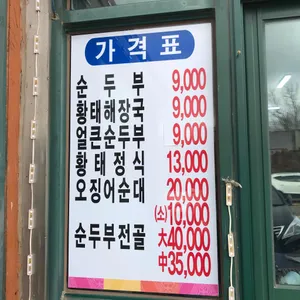 가격표
순두부 9,000
황태해장국 9,000
얼큰순두부 9,000
황태정식 13,000
오징어순대 20,000
(소)10,000
순두부전골 大40,000
中35,000